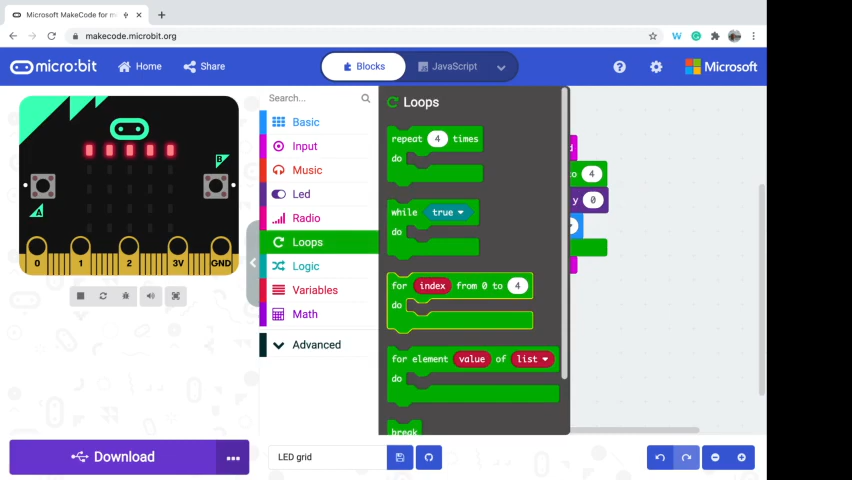 Microsoft MakeCode for m
makecode.microbit.org
W
micro:bit
Home
Share
Blocks
JavaScript
Microsoft
Search...
Loops
Basic
Input
Music
Led
Radio
Loops
Logic
Variables
Math
Advanced
repeat 4 times
do
while true
do
for index from 0 to 4
do
for element value of list
do
break
d
o 4
y 0
A
B
0 1 2 3V GND
Download
LED grid